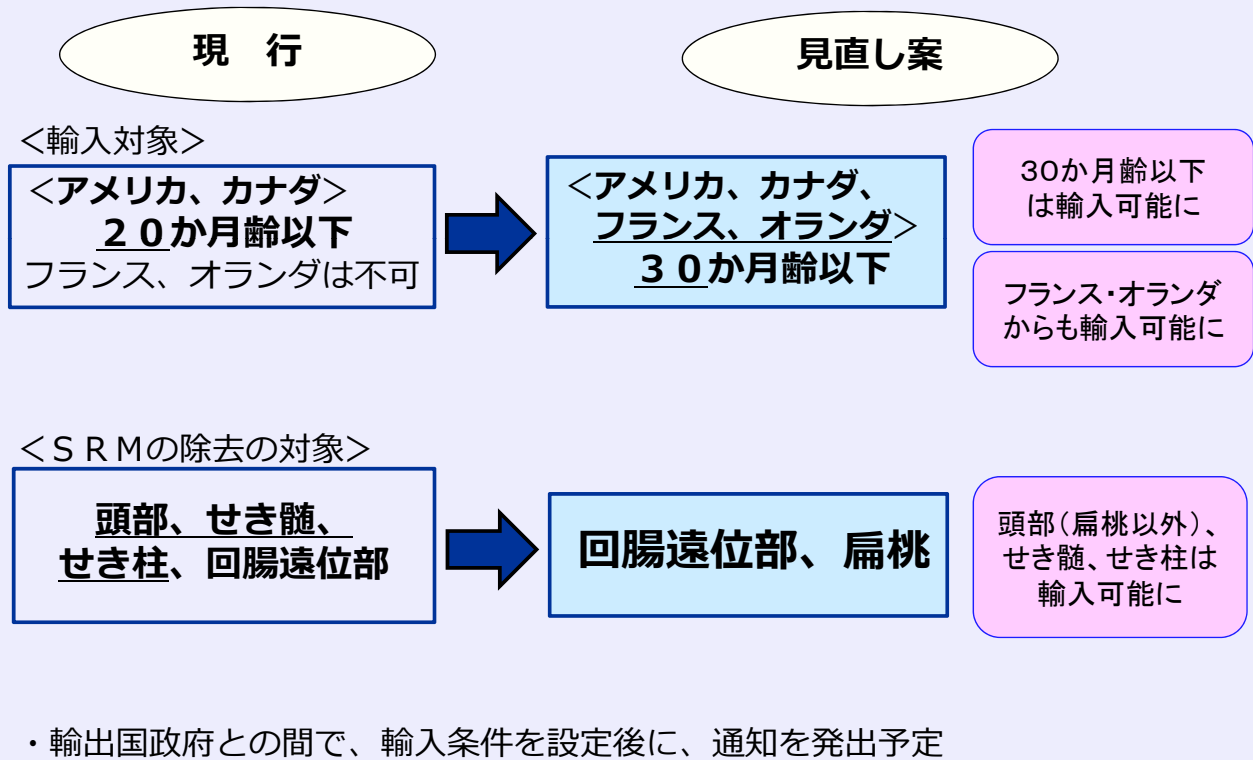 現　行
見直し案
＜輸入対象＞
＜アメリカ、カナダ＞
２０か月齢以下
フランス、オランダは不可
＜アメリカ、カナダ、
フランス、オランダ＞
３０か月齢以下
３０か月齢以下
は輸入可能に
フランス・オランダ
からも輸入可能に
＜ＳＲＭの除去の対象＞
頭部、せき髄、
せき柱、回腸遠位部
回腸遠位部、扁桃
頭部（扁桃以外）、
せき髄、せき柱は
輸入可能に
・輸出国政府との間で、輸入条件を設定後に、通知を発出予定